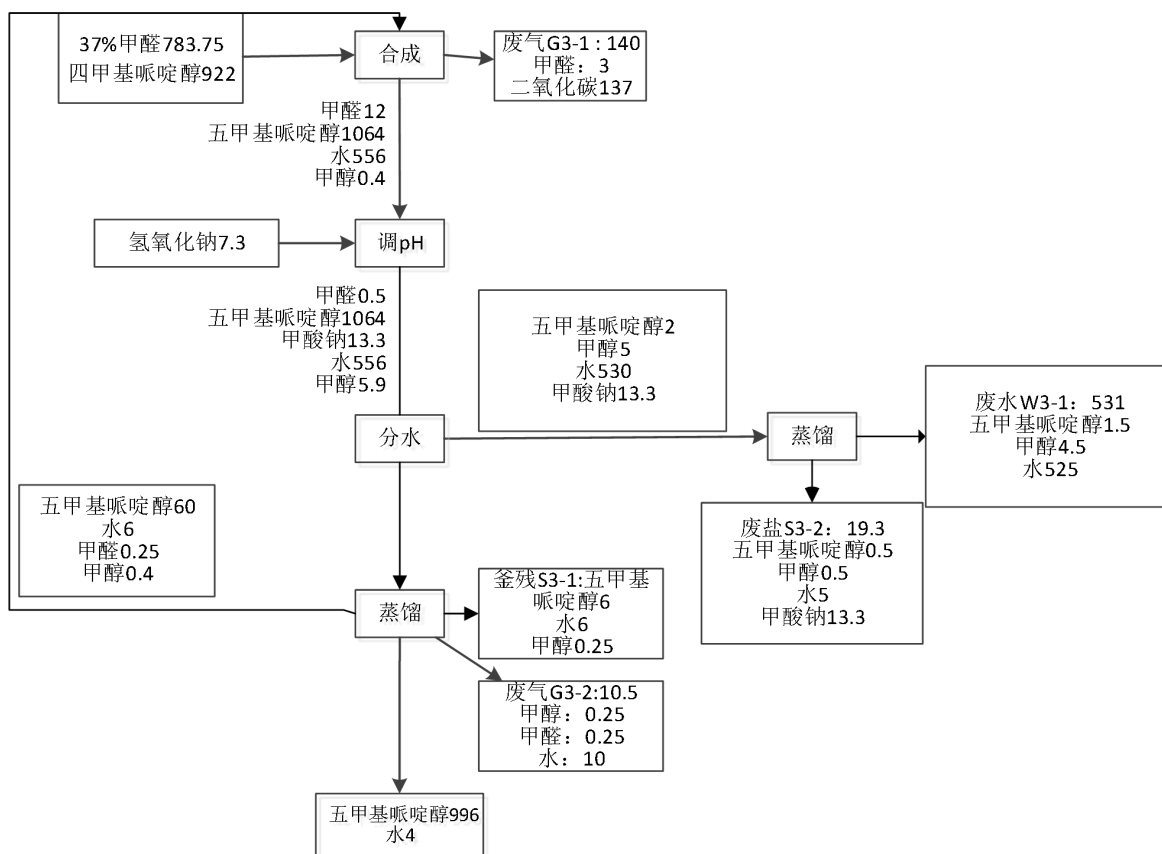 37%甲醛783.75
四甲基哌啶醇922
合成
废气G3-1：140
甲醛：3
二氧化碳137
甲醛12
五甲基哌啶醇1064
水556
甲醇0.4
氢氧化钠7.3
调pH
甲醛0.5
五甲基哌啶醇1064
甲酸钠13.3
水556
甲醇5.9
五甲基哌啶醇2
甲醇5
水530
甲酸钠13.3
分水
蒸馏
废水W3-1：531
五甲基哌啶醇1.5
甲醇4.5
水525
五甲基哌啶醇60
水6
甲醛0.25
甲醇0.4
废盐S3-2：19.3
五甲基哌啶醇0.5
甲醇0.5
水5
甲酸钠13.3
蒸馏
釜残S3-1:五甲基
哌啶醇6
水6
甲醇0.25
废气G3-2:10.5
甲醇：0.25
甲醛：0.25
水：10
五甲基哌啶醇996
水4